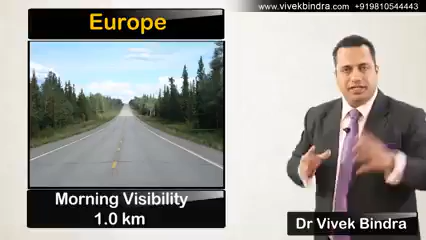 www.vivekbindra.com +919810544443
Europe
Morning Visibility
1.0 km
Dr Vivek Bindra